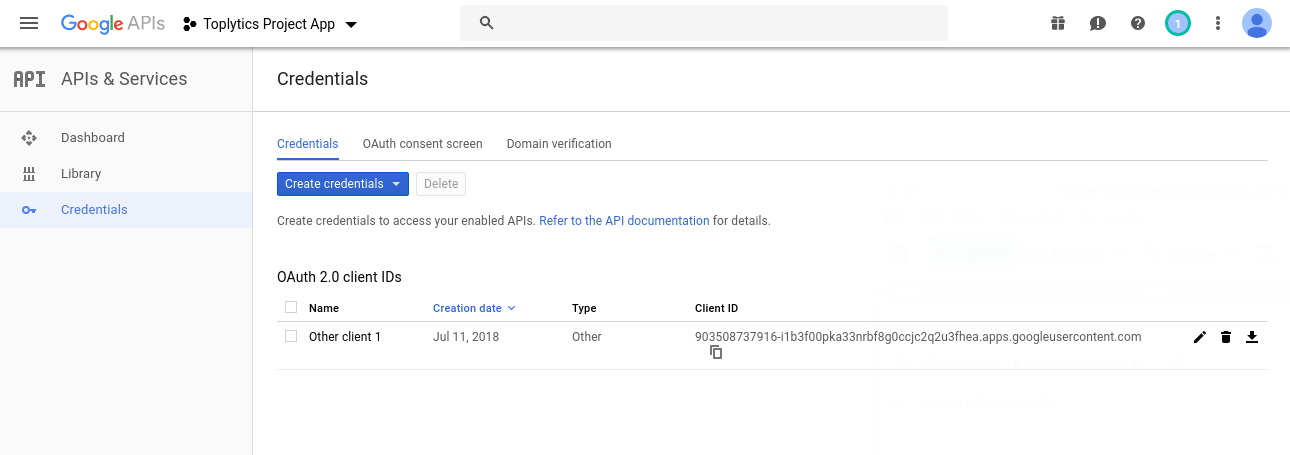 Google APIs
Toplytics Project App
1
API APIs & Services
Credentials
Dashboard
Library
Credentials
Credentials OAuth consent screen Domain verification
Create credentials Delete
Create credentials to access your enabled APIs. Refer to the API documentation for details.
OAuth 2.0 client IDs
Name Creation date Type Client ID
Other client 1 Jul 11, 2018 Other 903508737916-i1b3f00pka33nrbf8g0ccjc2q2u3fhea.apps.googleusercontent.com